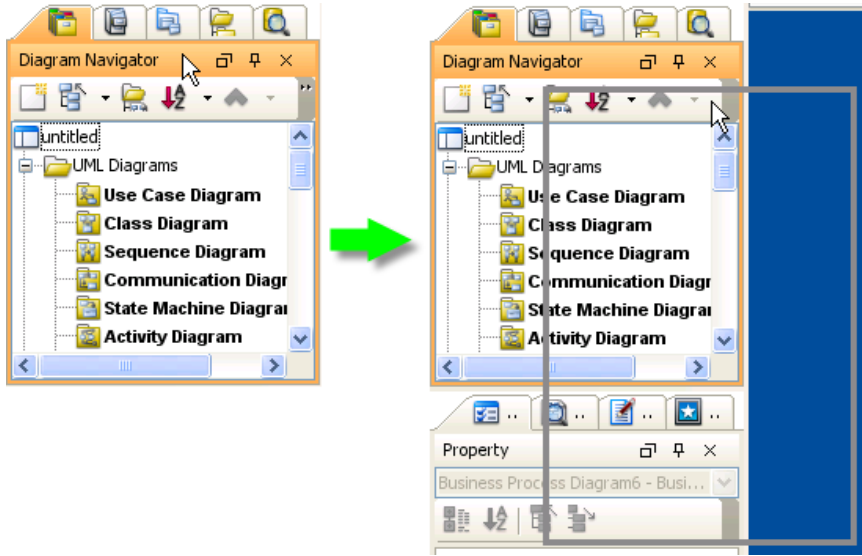 Diagram Navigator
untitled
UML Diagrams
Use Case Diagram
Class Diagram
Sequence Diagram
Communication Diagr
State Machine Diagrar
Activity Diagram
Diagram Navigator
untitled
UML Diagrams
Use Case Diagram
Class Diagram
Sequence Diagram
Communication Diagr
State Machine Diagrar
Activity Diagram
.. .. .. ..
Property
Business Process Diagram6 - Busi...